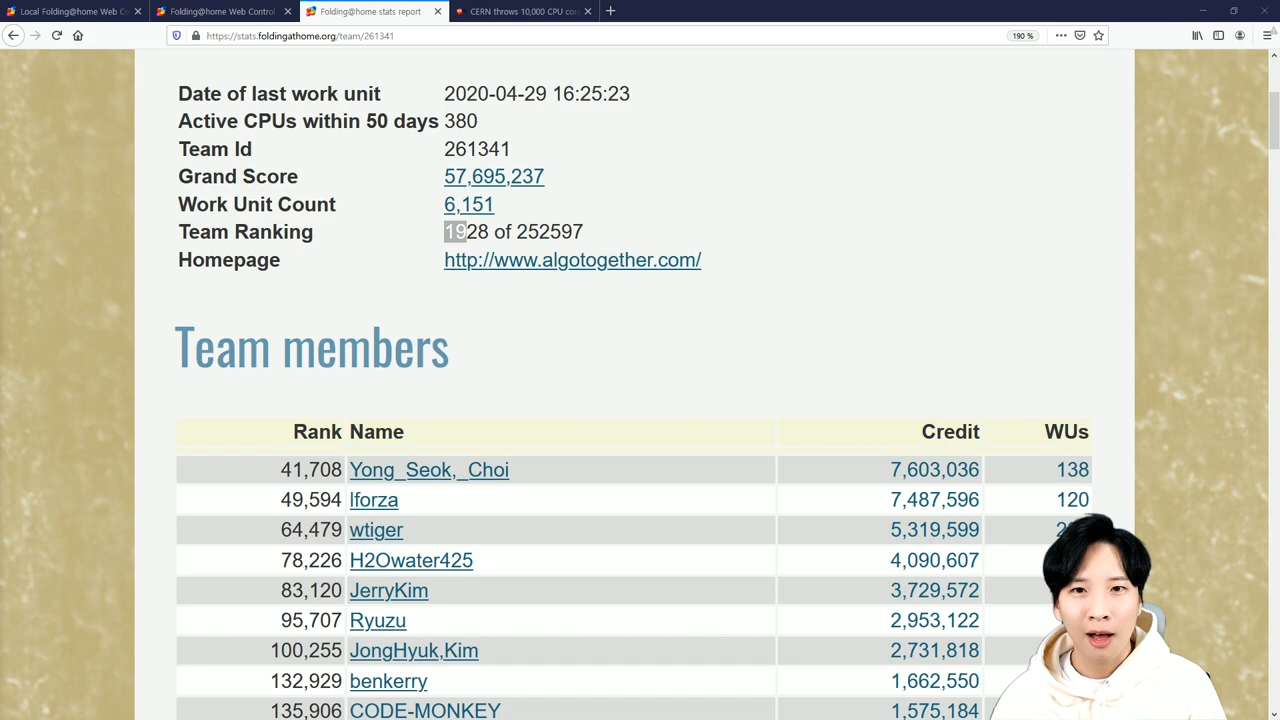 Local Folding@home Web Co
Folding@home Web Control
Folding@home stats report
CERN throws 10,000 CPU co
https://stats.foldingathome.org/team/261341
190 %
Date of last work unit 2020-04-29 16:25:23
Active CPUs within 50 days 380
Team Id 261341
Grand Score 57,695,237
Work Unit Count 6,151
Team Ranking 1928 of 252597
Homepage http://www.algotogether.com/
Team members
Rank Name Credit WUs
41,708 Yong_Seok,_Choi 7,603,036 138
49,594 lforza 7,487,596 120
64,479 wtiger 5,319,599
78,226 H2Owater425 4,090,607
83,120 JerryKim 3,729,572
95,707 Ryuzu 2,953,122
100,255 JongHyuk,Kim 2,731,818
132,929 benkerry 1,662,550
135,906 CODE-MONKEY 1,575,184